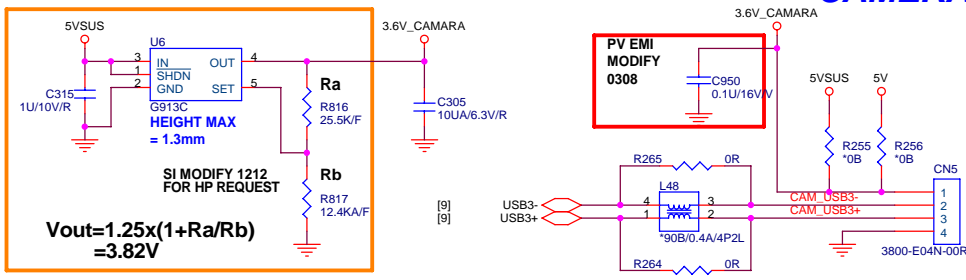 5VSUS
U6
3
IN
OUT
4
1
SHDN
2
GND
SET
5
C315
1U/10V/R
G913C
HEIGHT MAX
= 1.3mm
Ra
R816
25.5K/F
SI MODIFY 1212
FOR HP REQUEST
Rb
R817
12.4KA/F
Vout=1.25x(1+Ra/Rb)
=3.82V
3.6V_CAMARA
C305
10UA/6.3V/R
3.6V_CAMARA
PV EMI
MODIFY
0308
C950
0.1U/16V/V
5VSUS
5V
R255
*0B
R256
*0B
CN5
1
2
3
4
3800-E04N-00R
R265
0R
L48
[9]
USB3-
4
3
CAM_USB3-
[9]
USB3+
1
2
CAM_USB3+
*90B/0.4A/4P2L
R264
0R